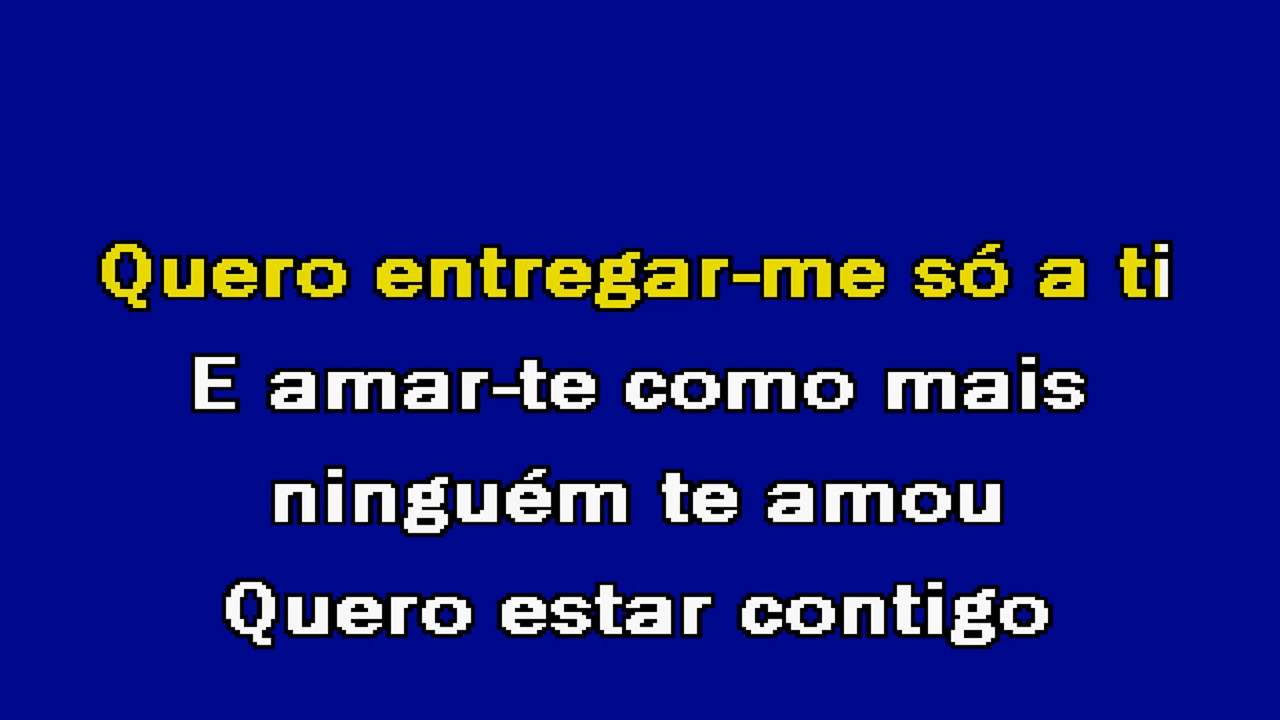 Quero entregar-me só a ti
E amar-te como mais
ninguém te amou
Quero estar contigo